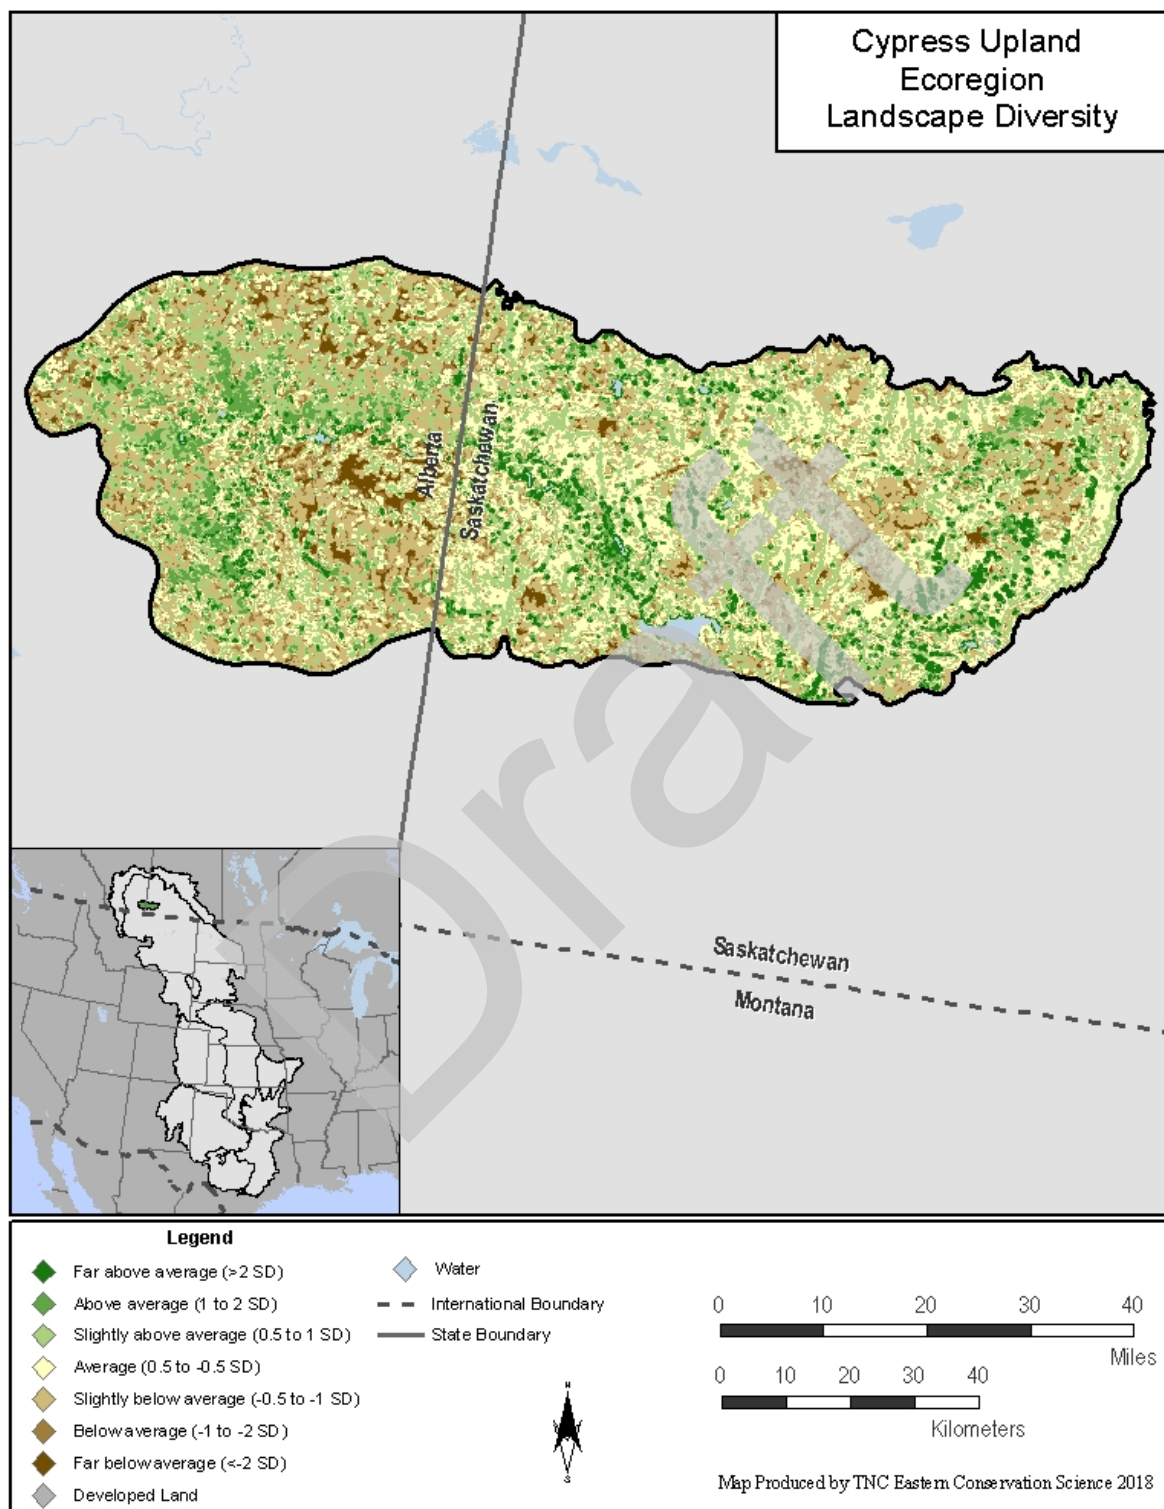 Cypress Upland
Ecoregion
Landscape Diversity
Alberta
Saskatchewan
Draft
Saskatchewan
Montana
Legend
Far above average (>2 SD)
Above average (1 to 2 SD)
Slightly above average (0.5 to 1 SD)
Average (0.5 to -0.5 SD)
Slightly below average (-0.5 to -1 SD)
Below average (-1 to -2 SD)
Far below average (<-2 SD)
Developed Land
Water
International Boundary
State Boundary
N
S
0 10 20 30 40
Miles
0 10 20 30 40
Kilometers
Map Produced by TNC Eastern Conservation Science 2018